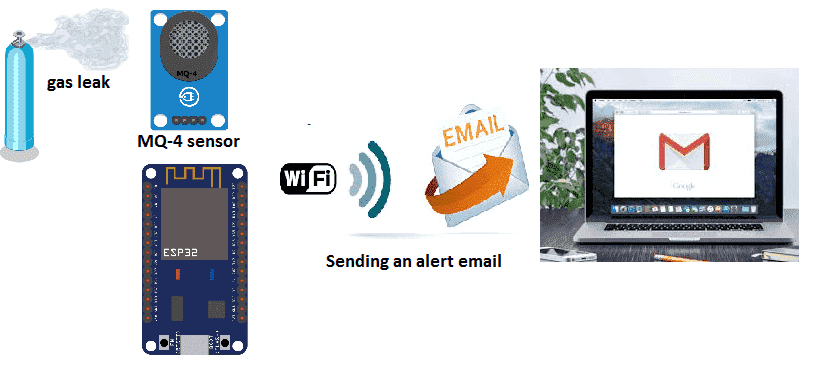 gas leak
MQ-4
MQ-4 sensor
ESP32
WiFi
EMAIL
Sending an alert email
Google